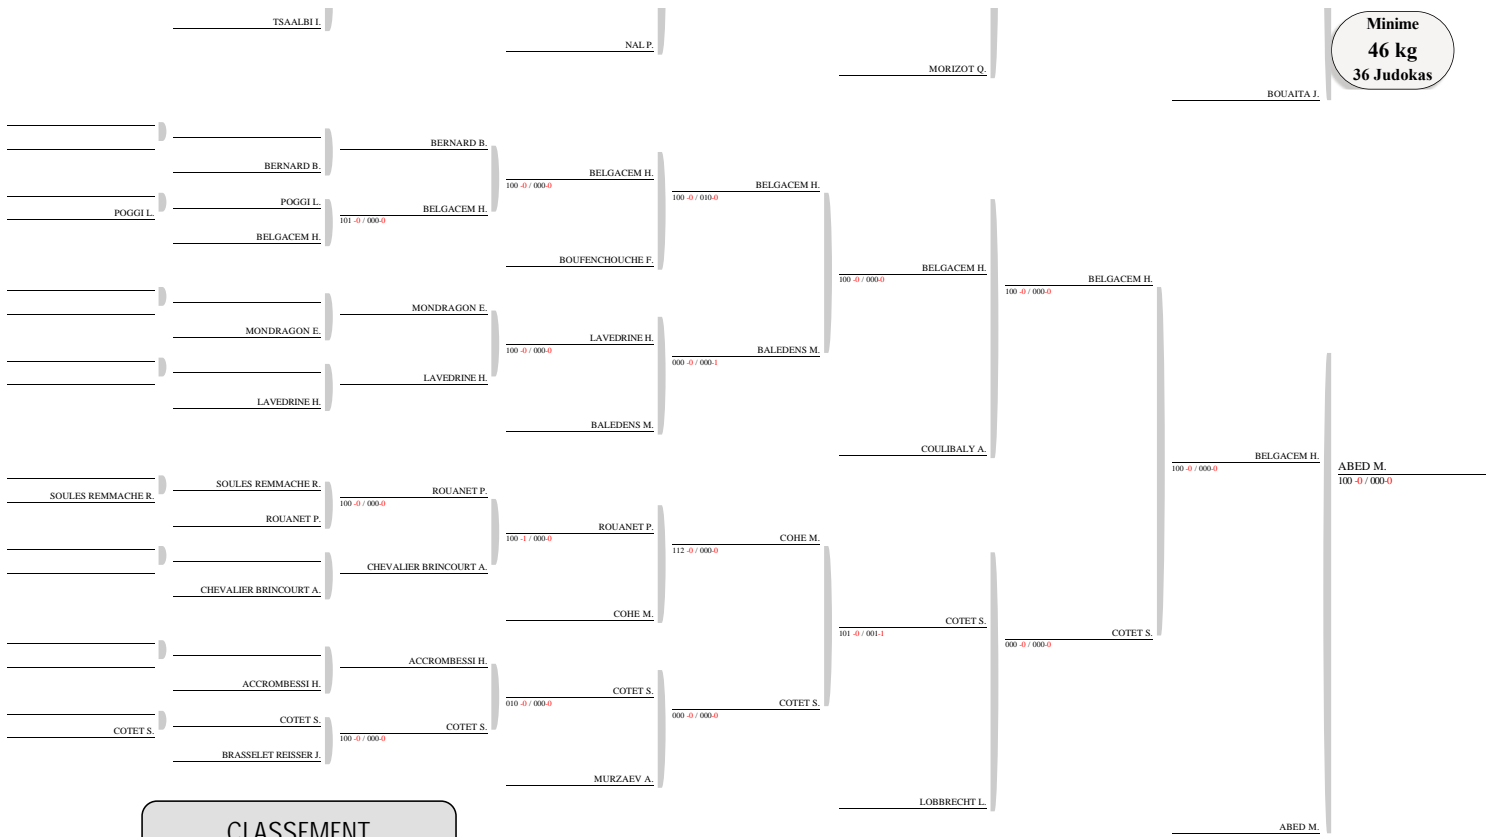 TSAALBI I.
NAL P.
MORIZOT Q.
BOUAITA J.
Minime
46 kg
36 Judokas
BERNARD B.
BERNARD B.
BELGACEM H.
100 -0 / 000-0
BELGACEM H.
100 -0 / 010-0
POGGI L.
POGGI L.
BELGACEM H.
101 -0 / 000-0
BELGACEM H.
BOUFENCHOUCHE F.
BELGACEM H.
100 -0 / 000-0
BELGACEM H.
100 -0 / 000-0
MONDRAGON E.
MONDRAGON E.
LAVEDRINE H.
100 -0 / 000-0
BALEDENS M.
000 -0 / 000-1
LAVEDRINE H.
LAVEDRINE H.
BALEDENS M.
COULIBALY A.
BELGACEM H.
100 -0 / 000-0
ABED M.
100 -0 / 000-0
SOULES REMMACHE R.
SOULES REMMACHE R.
ROUANET P.
100 -0 / 000-0
ROUANET P.
ROUANET P.
100 -1 / 000-0
COHE M.
112 -0 / 000-0
CHEVALIER BRINCOURT A.
CHEVALIER BRINCOURT A.
COHE M.
COTET S.
101 -0 / 001-1
COTET S.
000 -0 / 000-0
ACCROMBESSI H.
ACCROMBESSI H.
COTET S.
010 -0 / 000-0
COTET S.
000 -0 / 000-0
COTET S.
COTET S.
COTET S.
100 -0 / 000-0
BRASSELET REISSER J.
MURZAEV A.
LOBBRECHT L.
ABED M.
CLASSEMENT